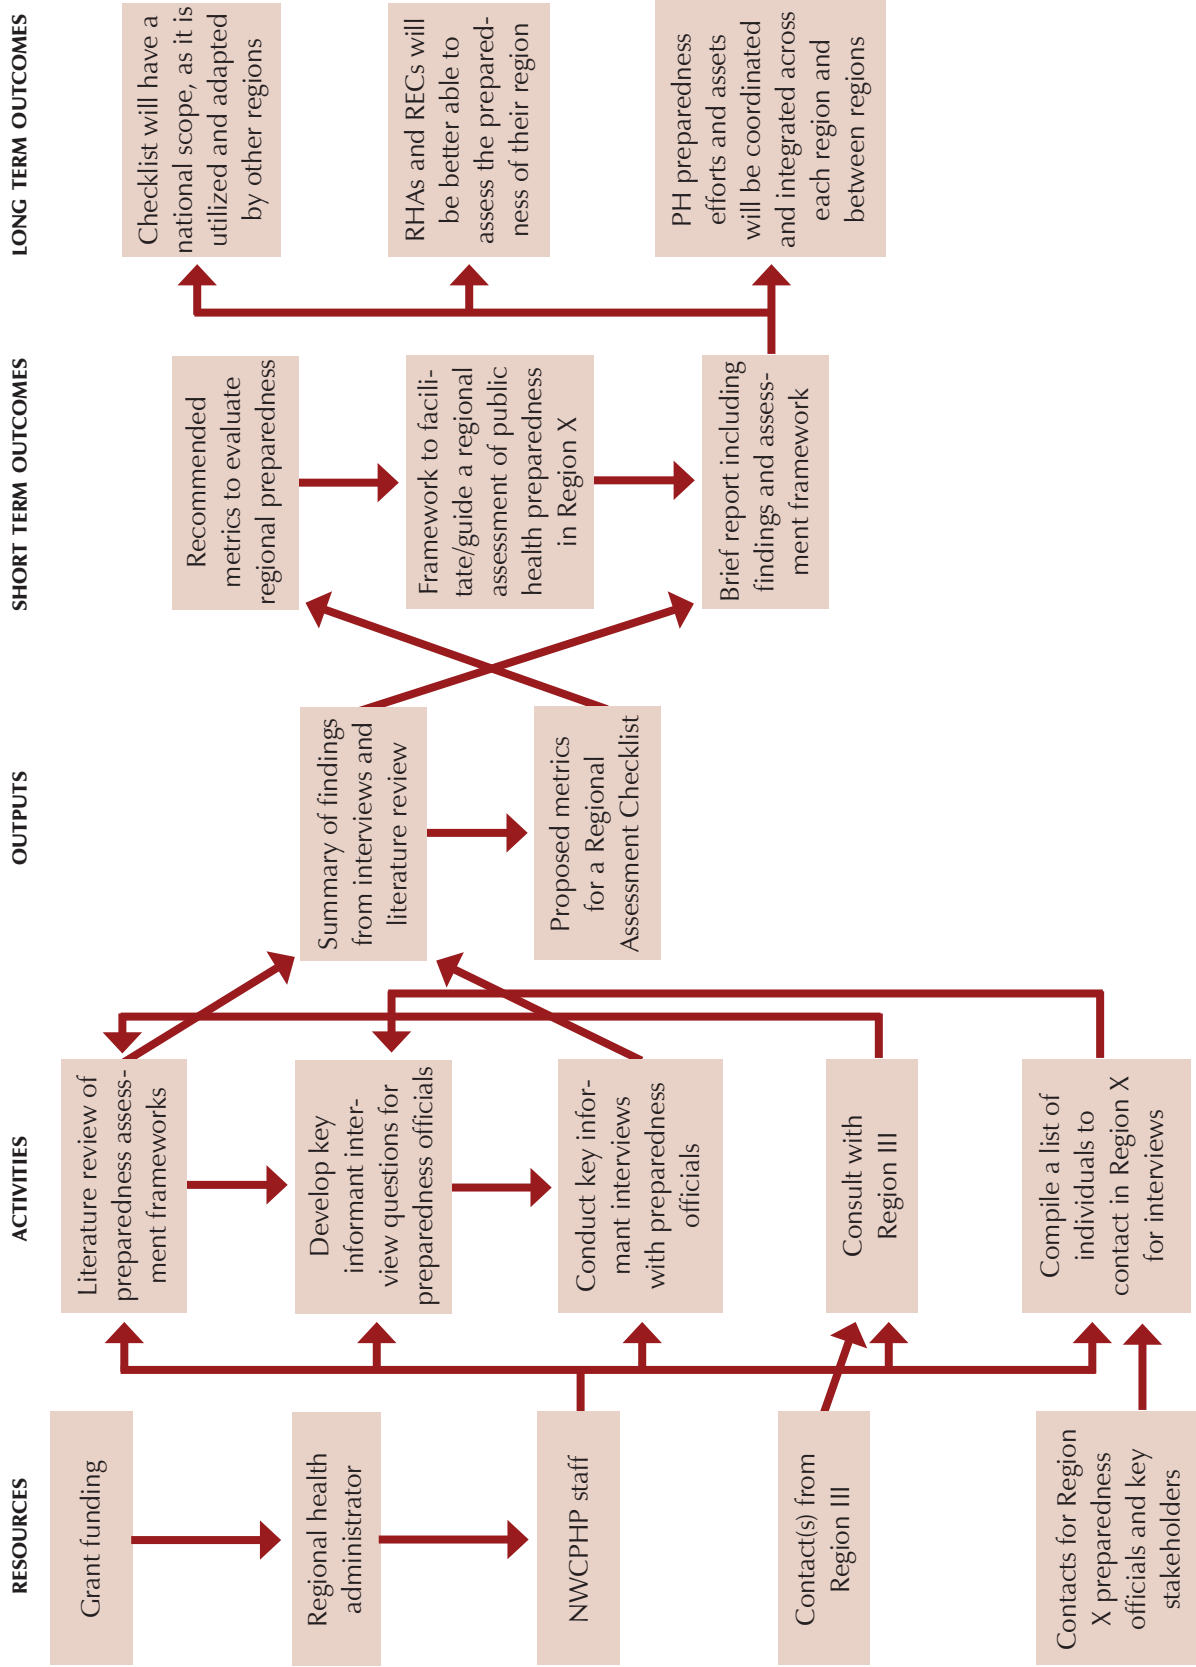 RESOURCES
Grant funding
Regional health
administrator
NWCPHP staff
Contact(s) from
Region III
Contacts for Region
X preparedness
officials and key
stakeholders
ACTIVITIES
Literature review of
preparedness assess-
ment frameworks
Develop key
informant inter-
view questions for
preparedness officials
Conduct key infor-
mant interviews
with preparedness
officials
Consult with
Region III
Compile a list of
individuals to
contact in Region X
for interviews
OUTPUTS
Summary of findings
from interviews and
literature review
Proposed metrics
for a Regional
Assessment Checklist
SHORT TERM OUTCOMES
Recommended
metrics to evaluate
regional preparedness
Framework to facili-
tate/guide a regional
assessment of public
health preparedness
in Region X
Brief report including
findings and assess-
ment framework
LONG TERM OUTCOMES
Checklist will have a
national scope, as it is
utilized and adapted
by other regions
RHAs and RECs will
be better able to
assess the prepared-
ness of their region
PH preparedness
efforts and assets
will be coordinated
and integrated across
each region and
between regions